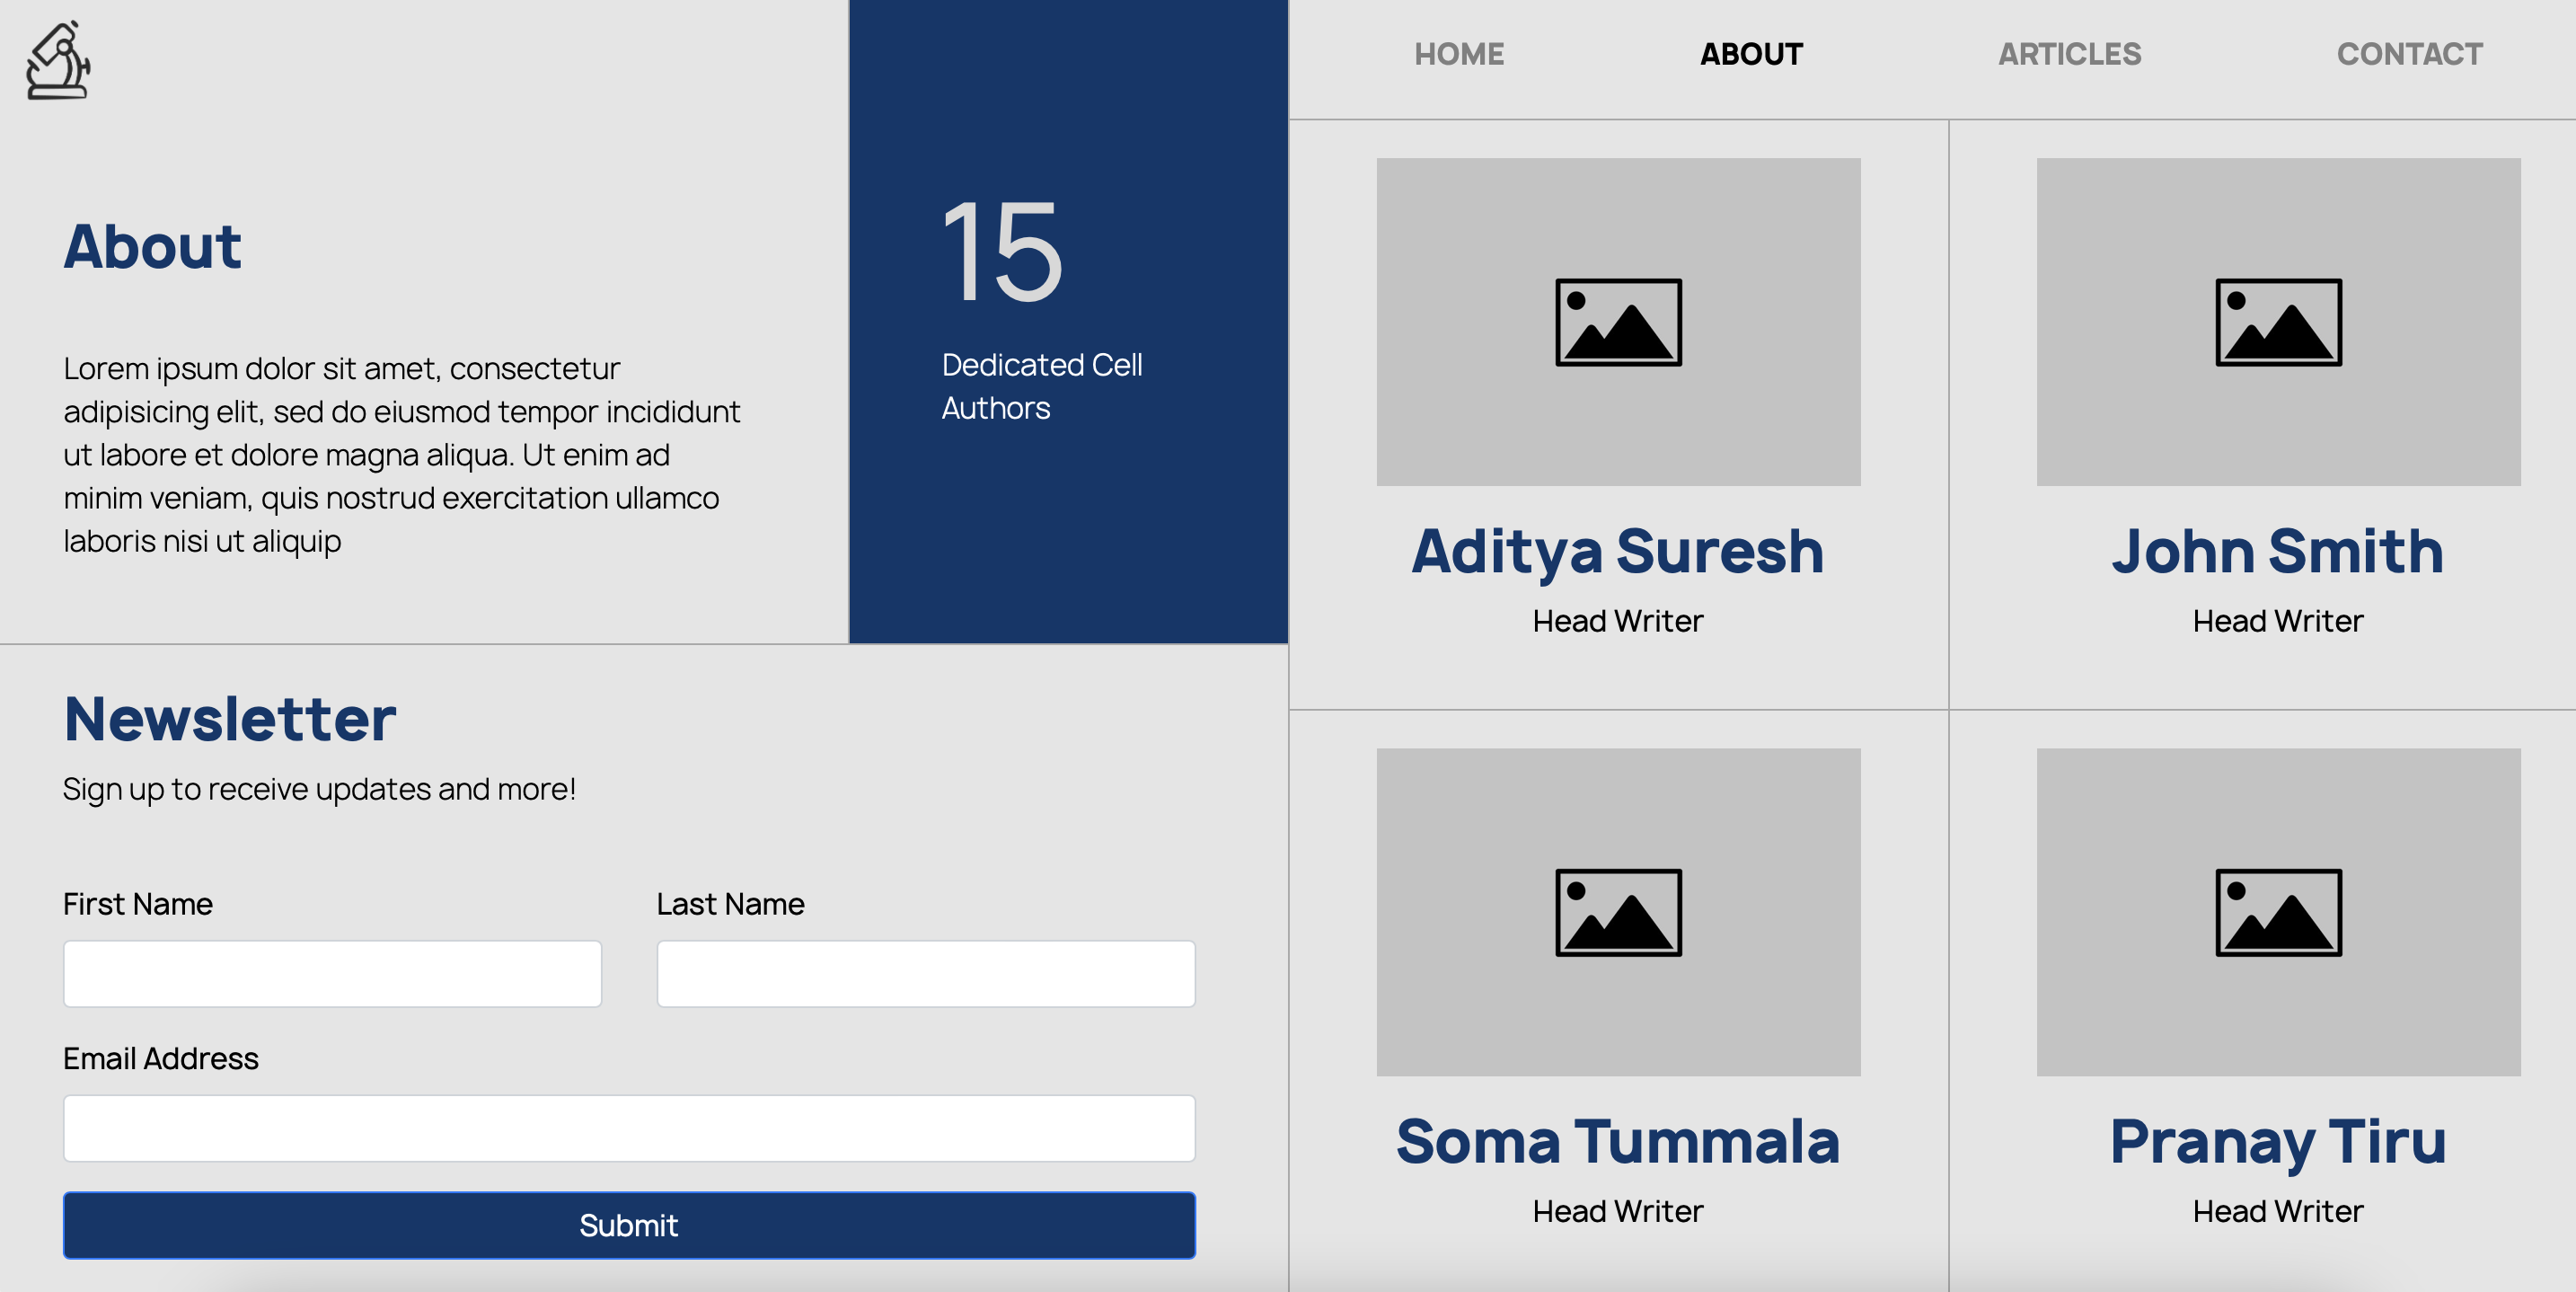 HOME
ABOUT
ARTICLES
CONTACT
About
Lorem ipsum dolor sit amet, consectetur
adipisicing elit, sed do eiusmod tempor incididunt
ut labore et dolore magna aliqua. Ut enim ad
minim veniam, quis nostrud exercitation ullamco
laboris nisi ut aliquip
15
Dedicated Cell
Authors
Newsletter
Sign up to receive updates and more!
First Name
Last Name
Email Address
Submit
Aditya Suresh
Head Writer
John Smith
Head Writer
Soma Tummala
Head Writer
Pranay Tiru
Head Writer